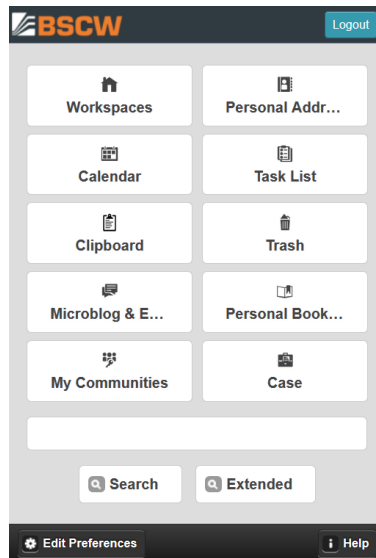 BSCW
Logout
Workspaces
Personal Addr...
Calendar
Task List
Clipboard
Trash
Microblog & E...
Personal Book...
My Communities
Case
Search
Extended
Edit Preferences
Help